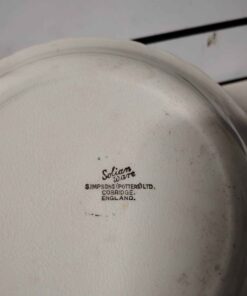 Solian
ware
SIMPSONS (POTTERS) LTD.
COBRIDGE.
ENGLAND.